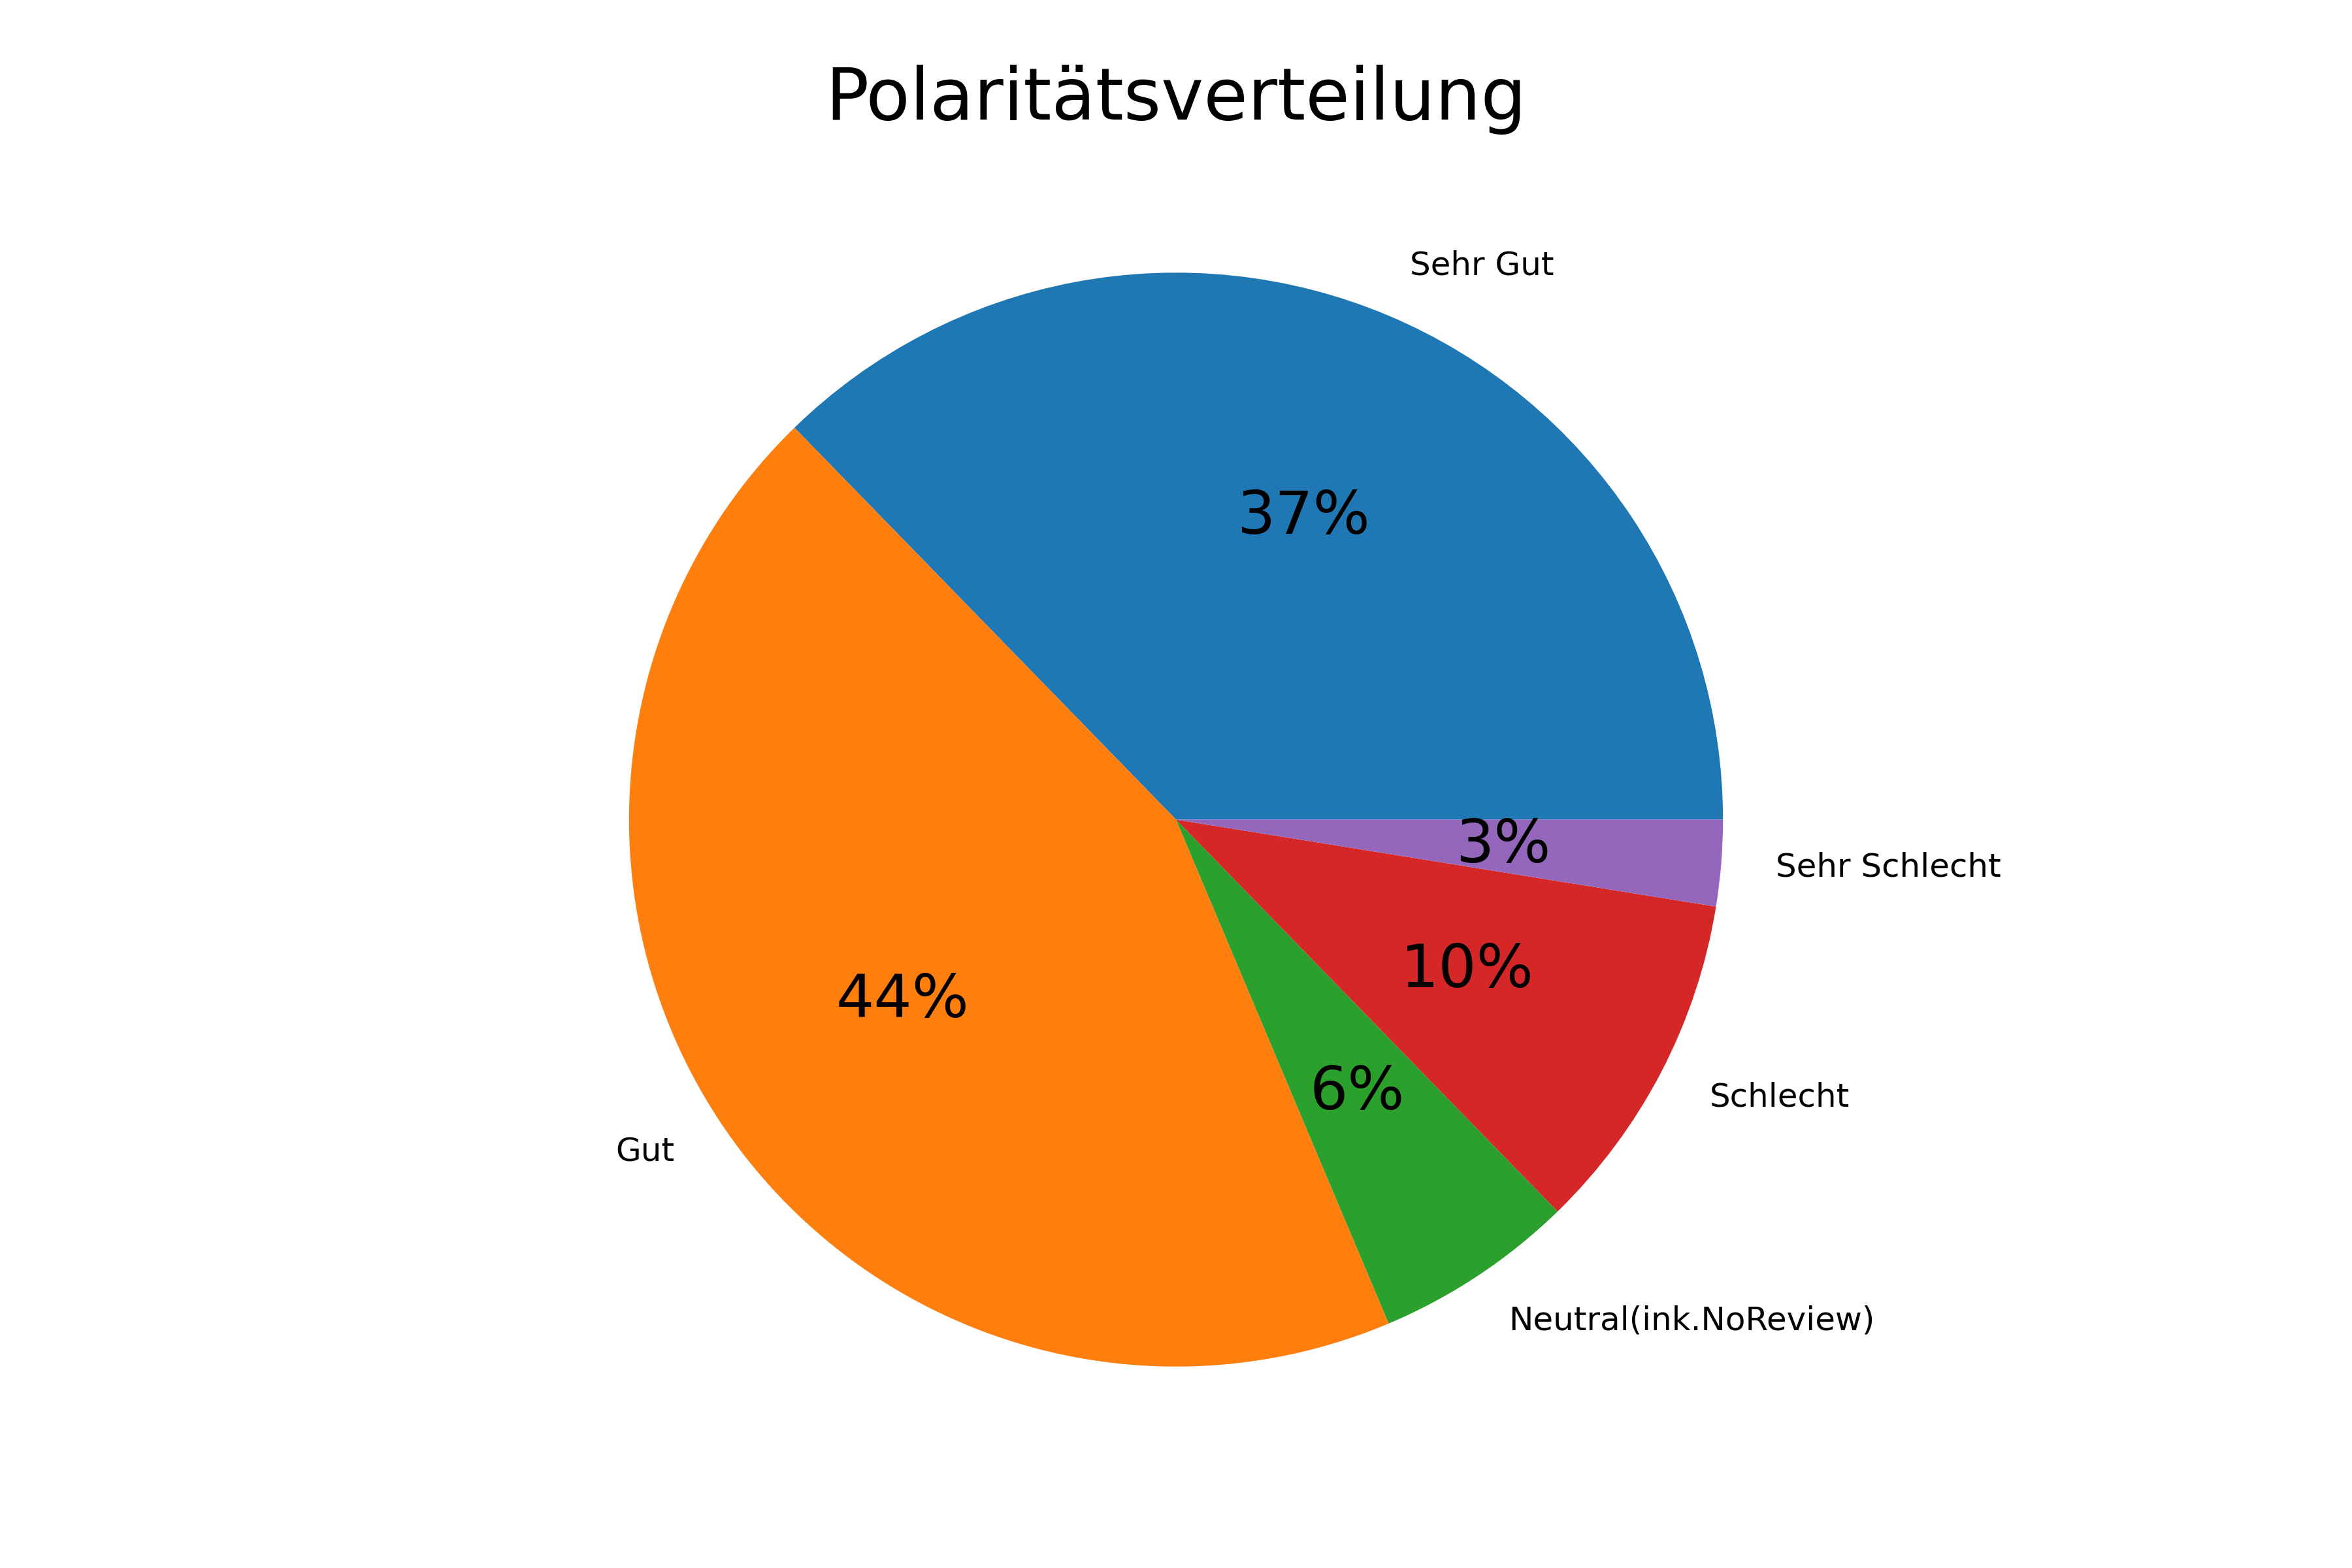 Polaritätsverteilung
Sehr Gut
37%
3%
Sehr Schlecht
10%
44%
6%
Schlecht
Gut
Neutral(ink.NoReview)